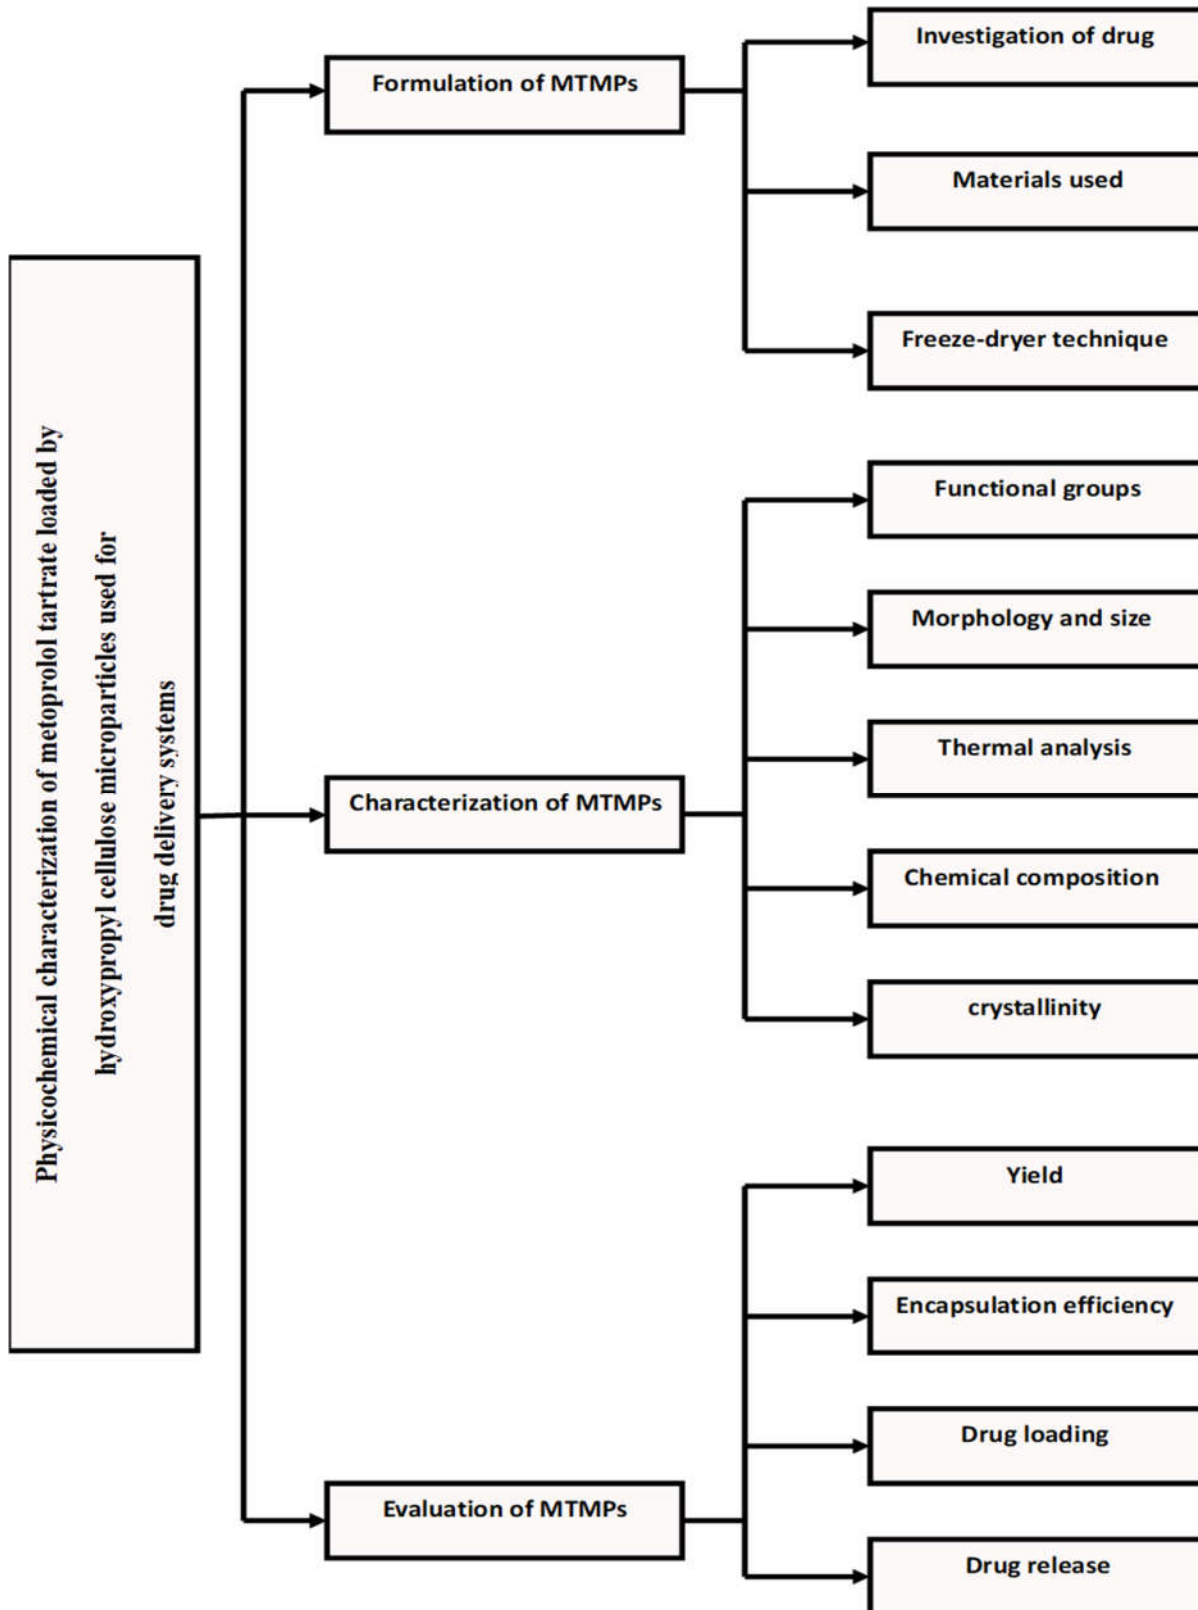 Physicochemical characterization of metoprolol tartrate loaded by
hydroxypropyl cellulose microparticles used for
drug delivery systems
Formulation of MTMPs
Investigation of drug
Materials used
Freeze-dryer technique
Characterization of MTMPs
Functional groups
Morphology and size
Thermal analysis
Chemical composition
crystallinity
Evaluation of MTMPs
Yield
Encapsulation efficiency
Drug loading
Drug release